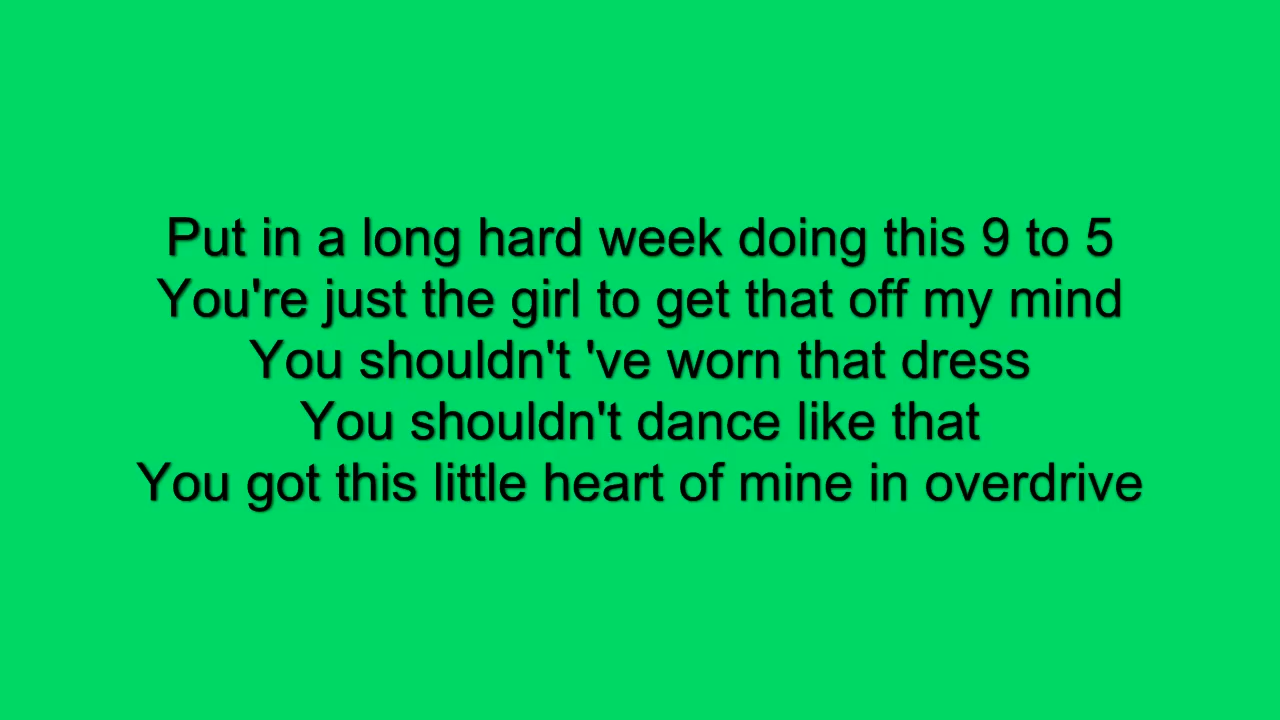 Put in a long hard week doing this 9 to 5
You're just the girl to get that off my mind
You shouldn't 've worn that dress
You shouldn't dance like that
You got this little heart of mine in overdrive